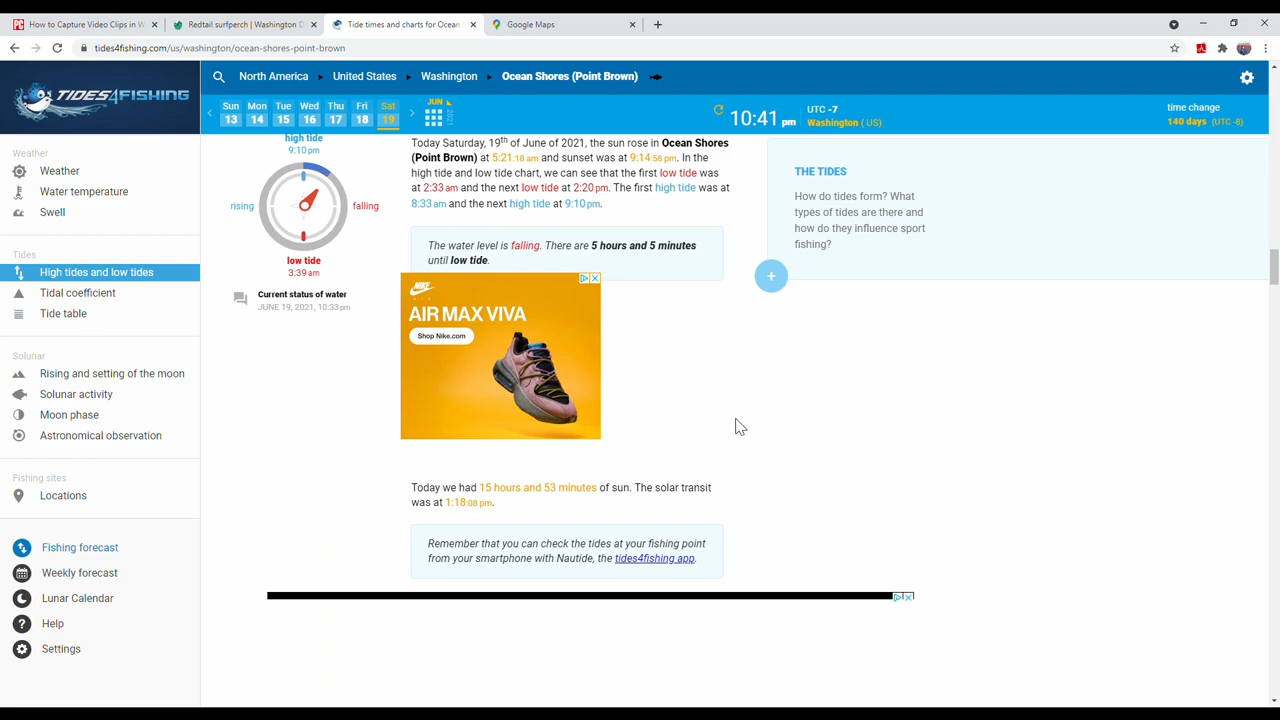 How to Capture Video Clips in W
Redtail surfperch | Washington D
Tide times and charts for Ocean
Google Maps
tides4fishing.com/us/washington/ocean-shores-point-brown
TIDES4FISHING
North America
United States
Washington
Ocean Shores (Point Brown)
Sun
13
Mon
14
Tue
15
Wed
16
Thu
17
Fri
18
Sat
19
JUN
2021
10:41 pm
UTC -7
Washington ( US)
time change
140 days (UTC -8)
Weather
Weather
Water temperature
Swell
Tides
High tides and low tides
Tidal coefficient
Tide table
Solunar
Rising and setting of the moon
Solunar activity
Moon phase
Astronomical observation
Fishing sites
Locations
Fishing forecast
Weekly forecast
Lunar Calendar
Help
Settings
high tide
9:10 pm
rising
falling
low tide
3:39 am
Current status of water
JUNE 19, 2021, 10:33 pm
Today Saturday, 19th of June of 2021, the sun rose in Ocean Shores
(Point Brown) at 5:21:18 am and sunset was at 9:14:58 pm. In the
high tide and low tide chart, we can see that the first low tide was
at 2:33 am and the next low tide at 2:20 pm. The first high tide was at
8:33 am and the next high tide at 9:10 pm.
The water level is falling. There are 5 hours and 5 minutes
until low tide.
NIKE
AIR MAX VIVA
Shop Nike.com
Today we had 15 hours and 53 minutes of sun. The solar transit
was at 1:18:08 pm.
Remember that you can check the tides at your fishing point
from your smartphone with Nautide, the tides4fishing app.
THE TIDES
How do tides form? What
types of tides are there and
how do they influence sport
fishing?